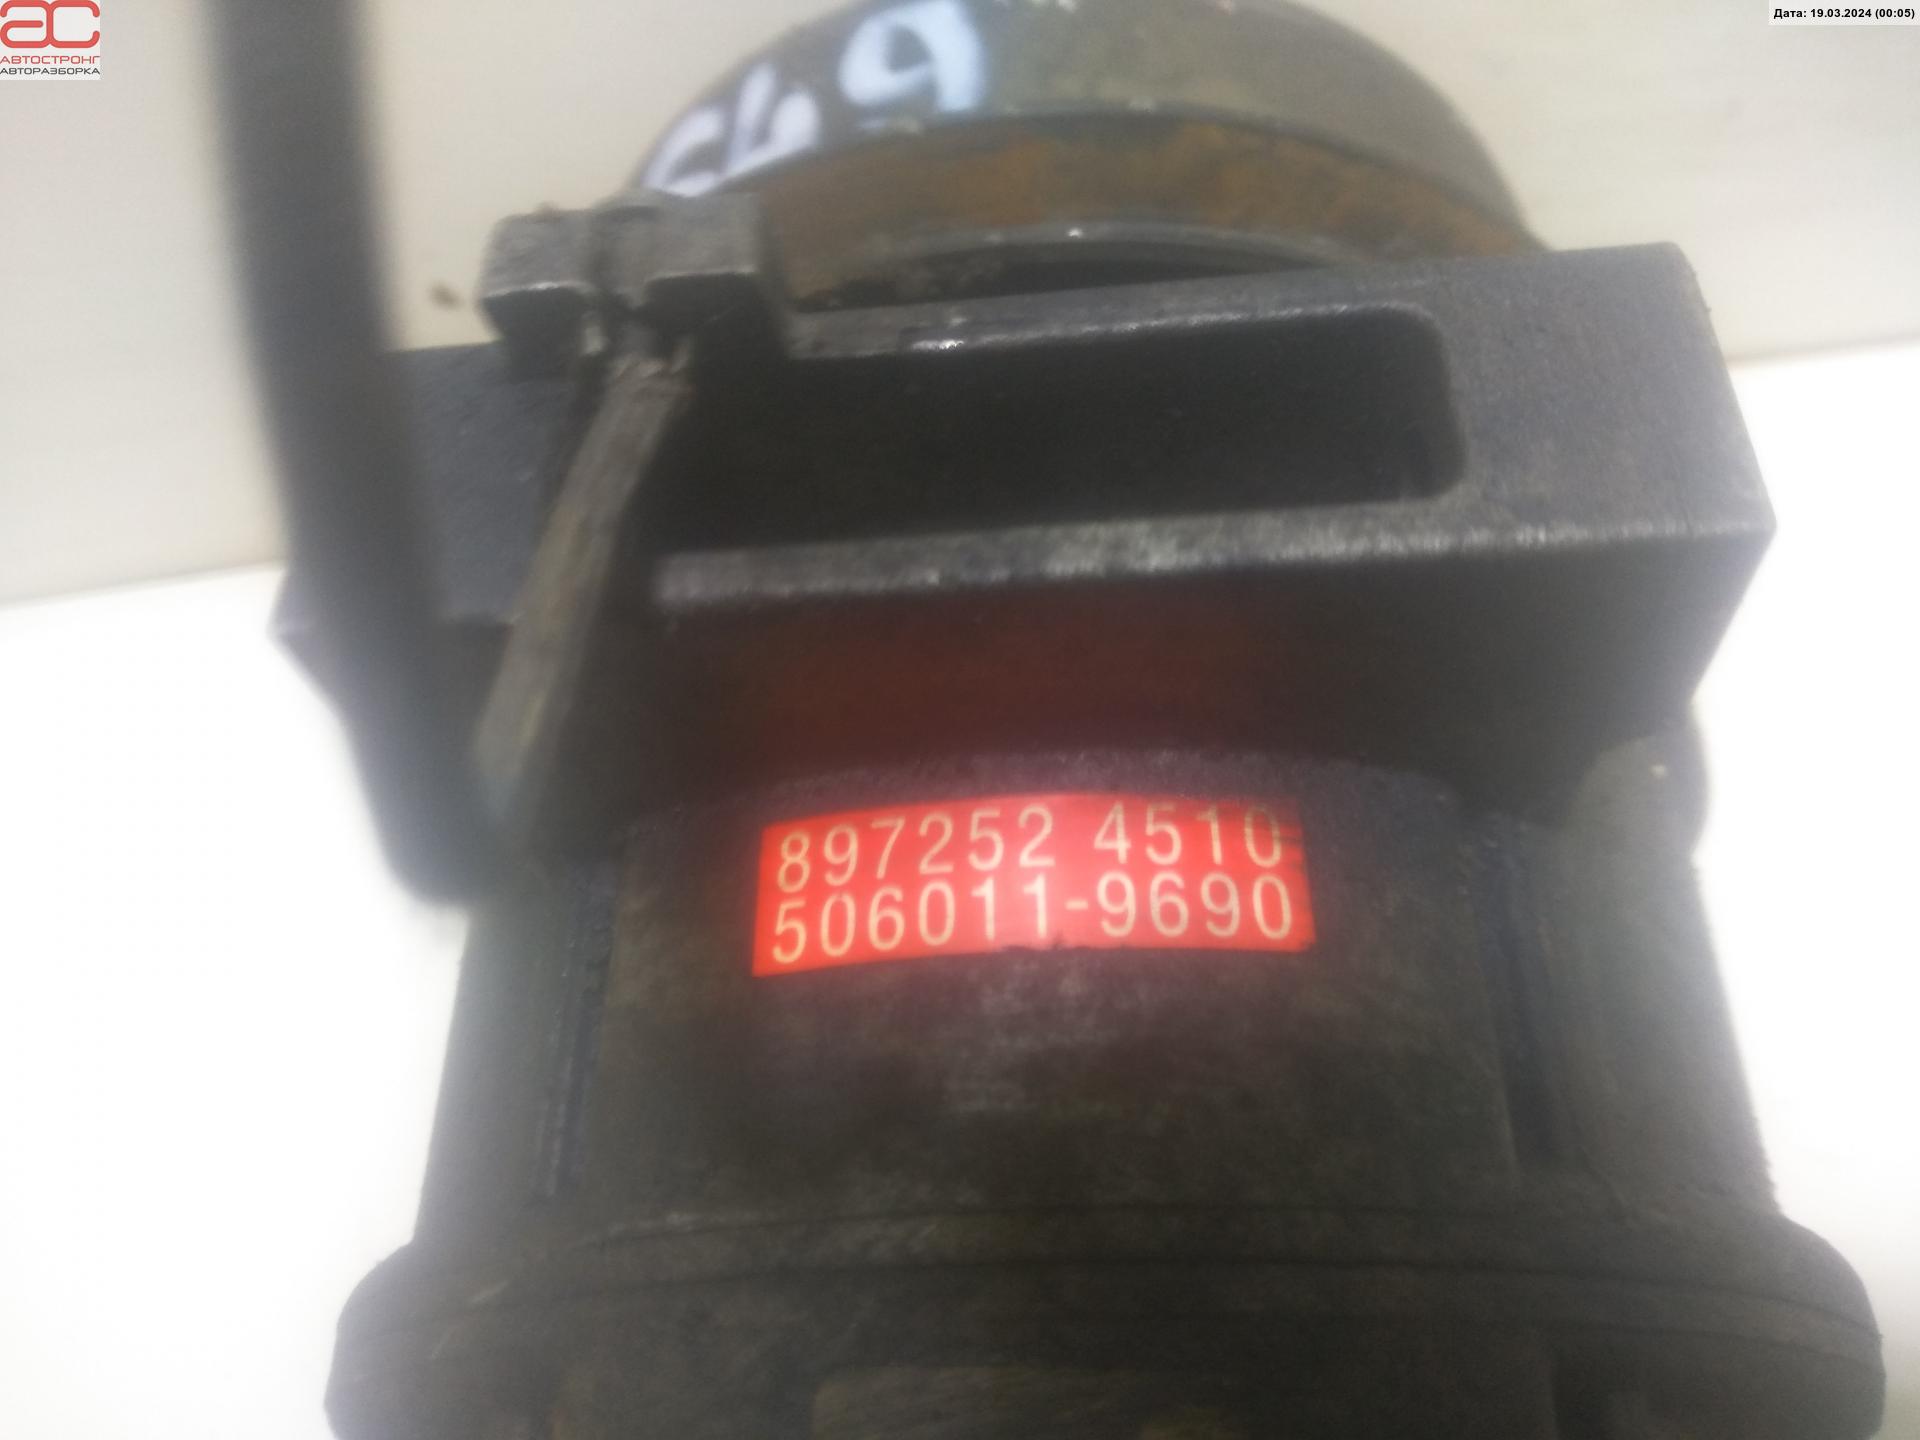 АВТОСТРОНГ
АВТОРАЗБОРКА
Дата: 19.03.2024 (00:05)
897252 4510
506011-9690